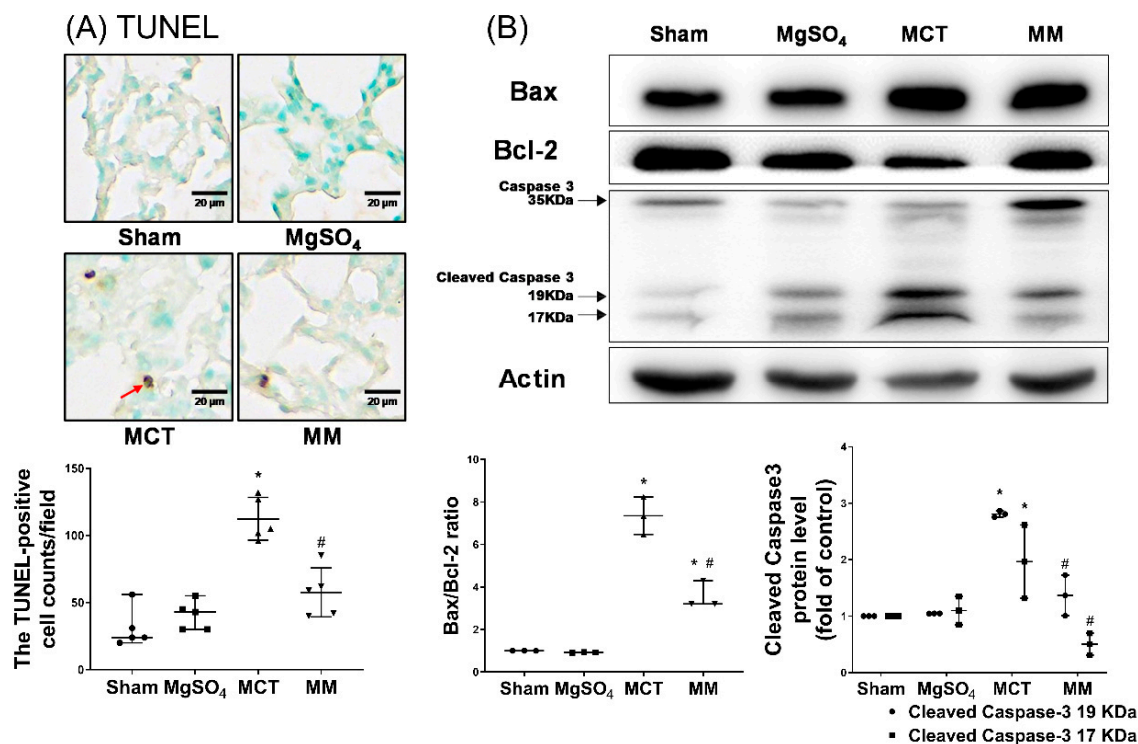 (A) TUNEL
20 µm
20 µm
Sham MgSO₄
20 µm
20 µm
MCT MM
The TUNEL-positive
cell counts/field
150
100
50
0
*
#
Sham MgSO₄ MCT MM
(B)
Sham MgSO₄ MCT MM
Bax
Bcl-2
Caspase 3
35KDa
Cleaved Caspase 3
19KDa
17KDa
Actin
Bax/Bcl-2 ratio
10
8
6
4
2
0
*
* #
Sham MgSO₄ MCT MM
Cleaved Caspase3
protein level
(fold of control)
4
3
2
1
0
*
*
#
#
Sham MgSO₄ MCT MM
Cleaved Caspase-3 19 KDa
Cleaved Caspase-3 17 KDa